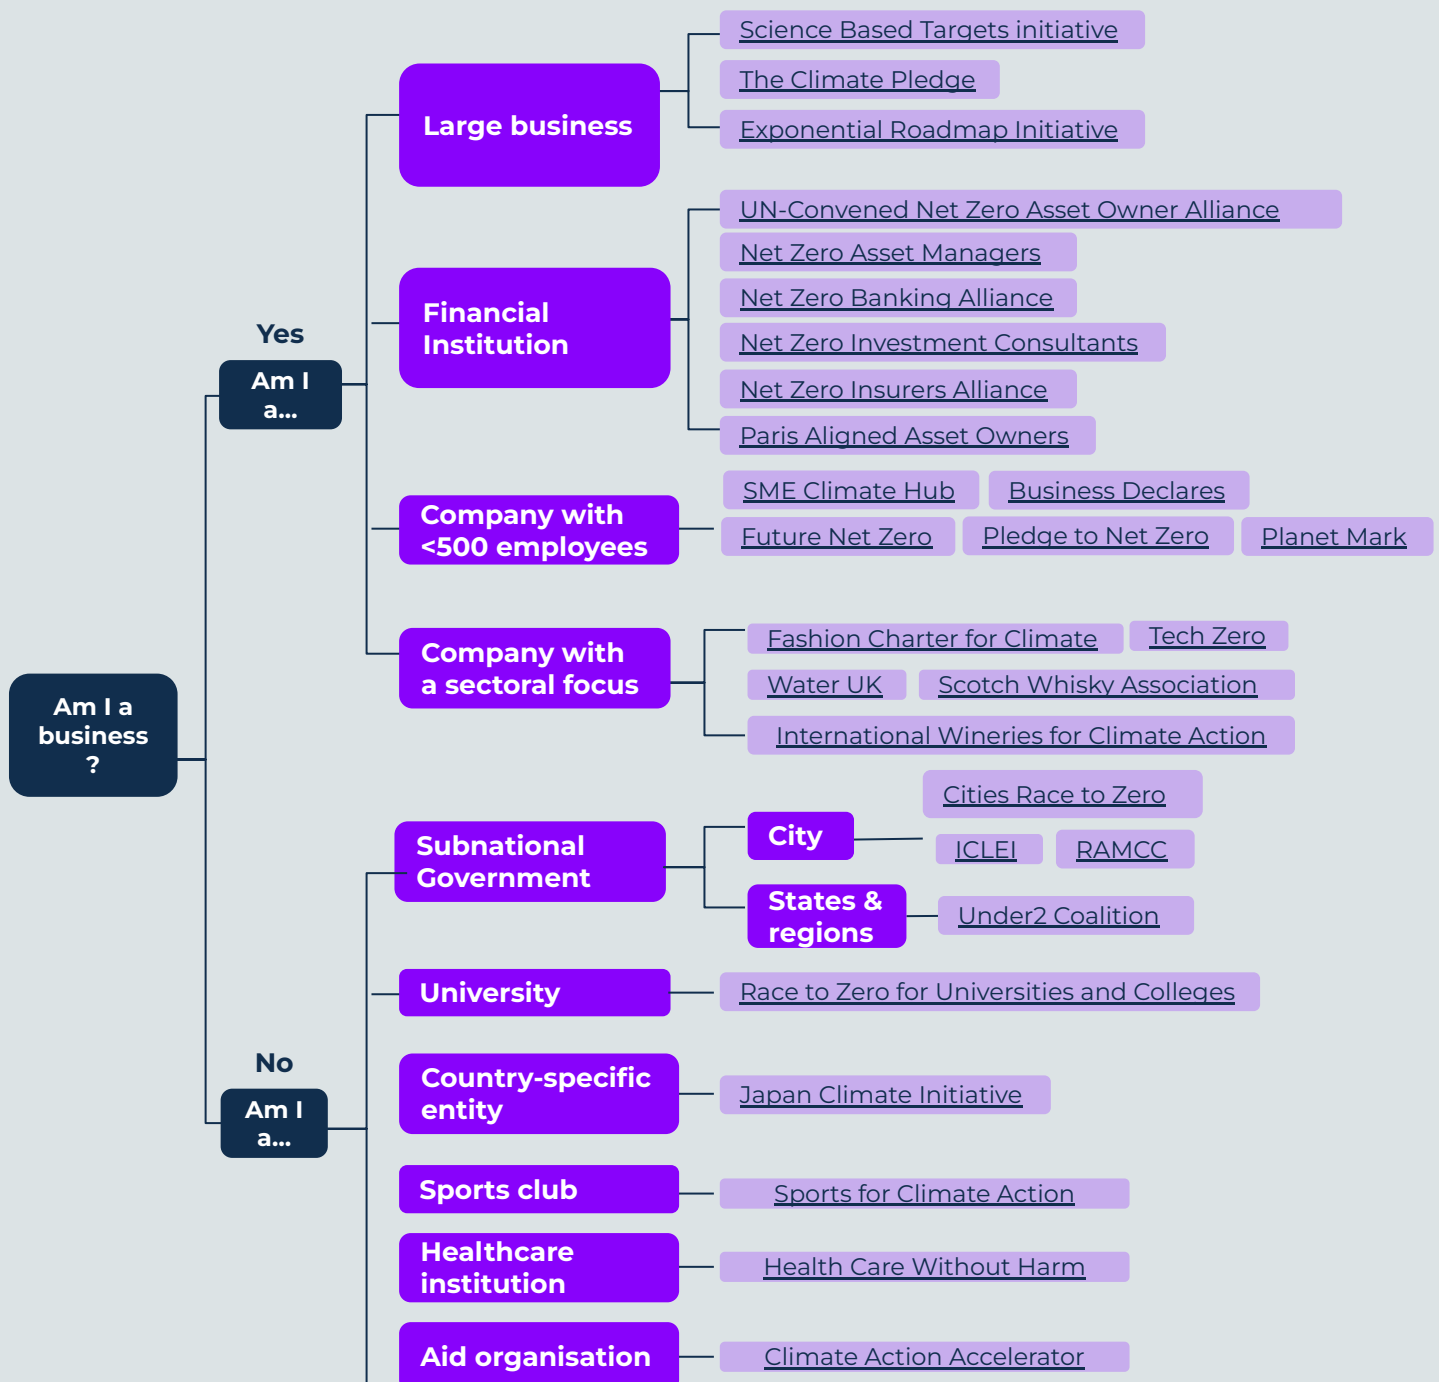 Am I a
business
?
Yes
Am I
a...
Large business
Science Based Targets initiative
The Climate Pledge
Exponential Roadmap Initiative
Financial
Institution
UN-Convened Net Zero Asset Owner Alliance
Net Zero Asset Managers
Net Zero Banking Alliance
Net Zero Investment Consultants
Net Zero Insurers Alliance
Paris Aligned Asset Owners
Company with
<500 employees
SME Climate Hub
Business Declares
Future Net Zero
Pledge to Net Zero
Planet Mark
Company with
a sectoral focus
Fashion Charter for Climate
Tech Zero
Water UK
Scotch Whisky Association
International Wineries for Climate Action
No
Am I
a...
Subnational
Government
City
Cities Race to Zero
ICLEI
RAMCC
States &
regions
Under2 Coalition
University
Race to Zero for Universities and Colleges
Country-specific
entity
Japan Climate Initiative
Sports club
Sports for Climate Action
Healthcare
institution
Health Care Without Harm
Aid organisation
Climate Action Accelerator